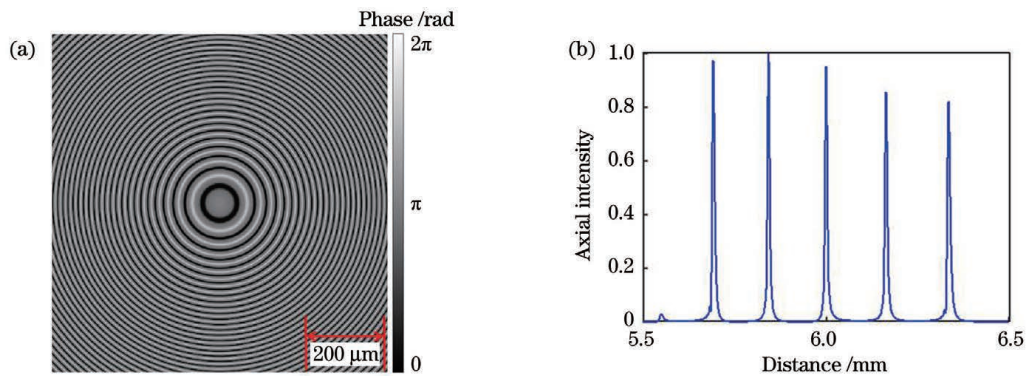 (a)
Phase /rad
2π
π
0
200 μm
(b)
Axial intensity
1.0
0.8
0.6
0.4
0.2
0
5.5
6.0
6.5
Distance /mm